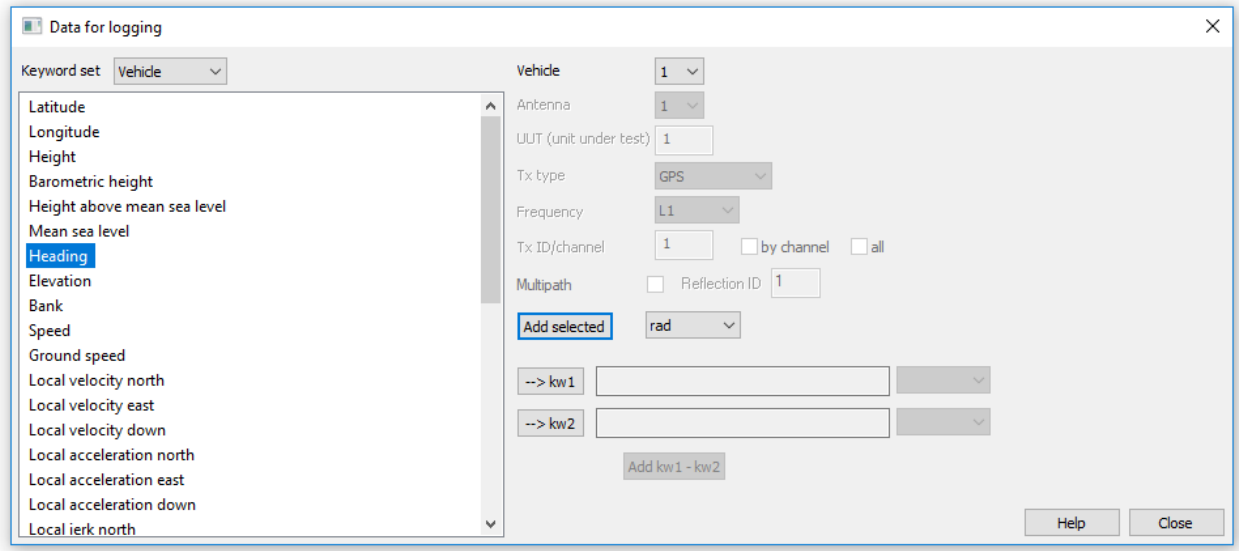 Data for logging
Keyword set Vehicle
Latitude
Longitude
Height
Barometric height
Height above mean sea level
Mean sea level
Heading
Elevation
Bank
Speed
Ground speed
Local velocity north
Local velocity east
Local velocity down
Local acceleration north
Local acceleration east
Local acceleration down
Local jerk north
Vehicle 1
Antenna 1
UUT (unit under test) 1
Tx type GPS
Frequency L1
Tx ID/channel 1 by channel all
Multipath Reflection ID 1
Add selected rad
--> kw1
--> kw2
Add kw1 - kw2
Help Close